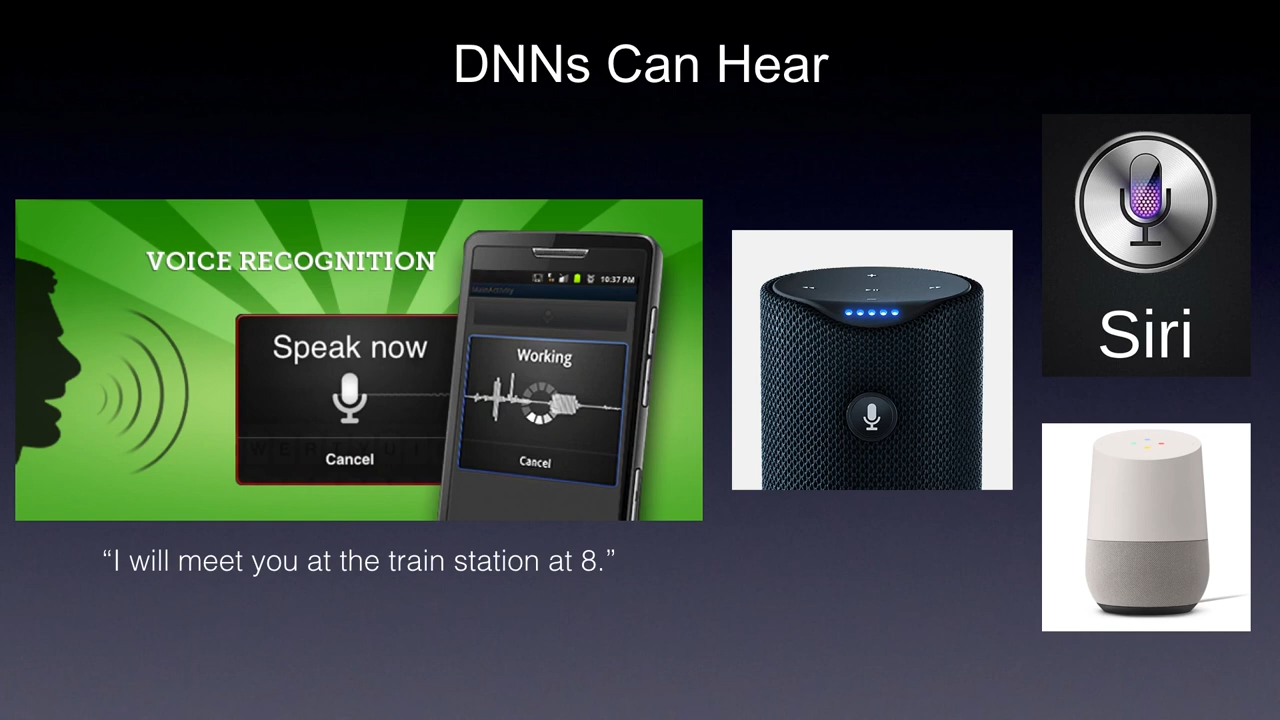 DNNs Can Hear
VOICE RECOGNITION
Speak now
Cancel
10:37 PM
MainActivity
Working
Cancel
Siri
“I will meet you at the train station at 8.”